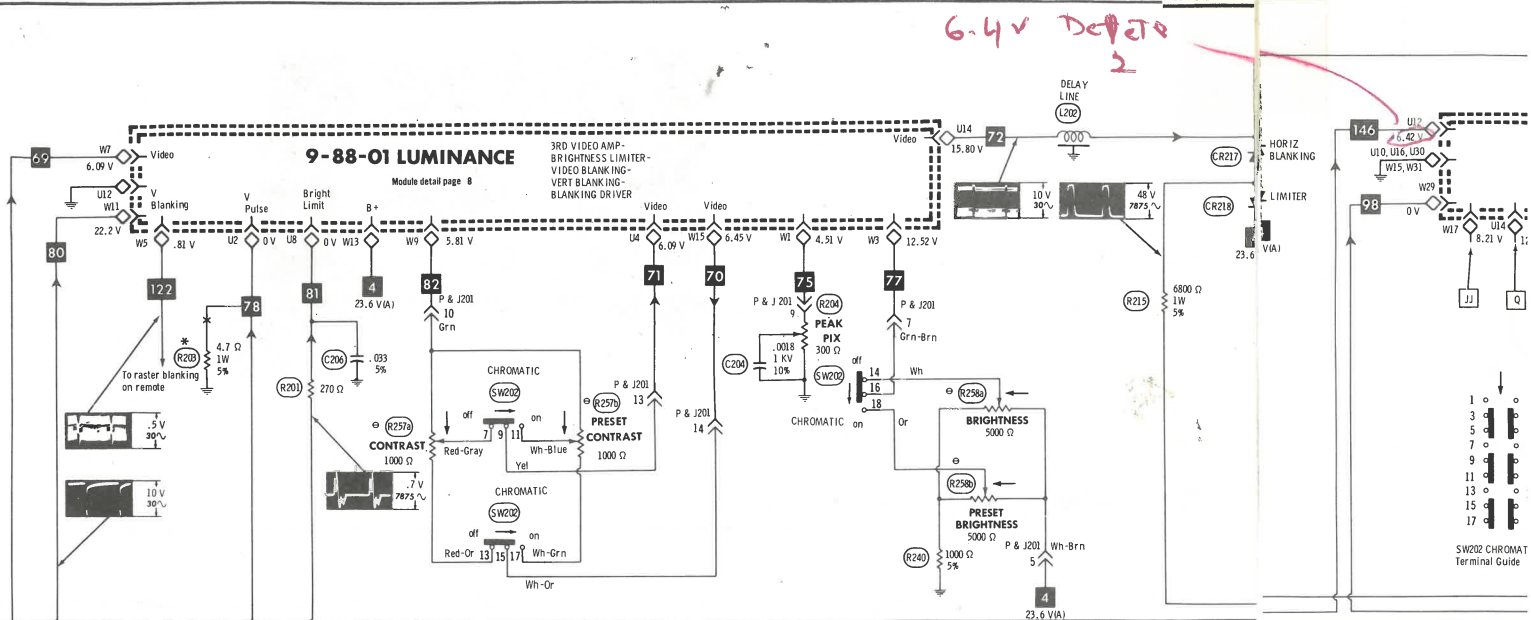 6.4 V
2
DELAY
LINE
L202
69
W7
6.09 V
Video
9-88-01 LUMINANCE
Module detail page 8
3RD VIDEO AMP-
BRIGHTNESS LIMITER-
VIDEO BLANKING-
VERT BLANKING-
BLANKING DRIVER
Video
U14
15.80 V
72
CR217
HORIZ
BLANKING
146
U12
6.42 V
U10, U16, U30
W15, W31
U12
V
Blanking
W11
22.2 V
V
Pulse
Bright
Limit
B+
Video
Video
10 V
30∿
48 V
7875∿
CR218
LIMITER
98
W29
0 V
80
W5
.81 V
U2
0 V
U8
0 V
W13
W9
5.81 V
U4
6.09 V
W15
6.45 V
W1
4.51 V
W3
12.52 V
23.6
V(A)
W17
8.21 V
U14
122
78
81
4
23.6 V(A)
82
71
70
75
77
R215
6800 Ω
1W
5%
JJ
Q
P & J201
10
Grn
P & J 201
9
R204
PEAK
PIX
300 Ω
P & J201
7
Grn-Brn
*
R203
4.7 Ω
1W
5%
C206
.033
5%
C204
.0018
1 KV
10%
To raster blanking
on remote
R201
270 Ω
CHROMATIC
SW202
off
on
7
9
11
Red-Gray
Wh-Blue
Yel
R257a
CONTRAST
1000 Ω
R257b
PRESET
CONTRAST
1000 Ω
P & J201
13
P & J201
14
SW202
off
14
16
18
Wh
Or
CHROMATIC on
R258a
BRIGHTNESS
5000 Ω
.5 V
30∿
10 V
30∿
.7 V
7875∿
CHROMATIC
SW202
off
on
Red-Or
13
15
17
Wh-Grn
Wh-Or
R258b
PRESET
BRIGHTNESS
5000 Ω
R240
1000 Ω
5%
P & J201
5
Wh-Brn
4
23.6 V(A)
1
3
5
7
9
11
13
15
17
SW202 CHROMAT
Terminal Guide